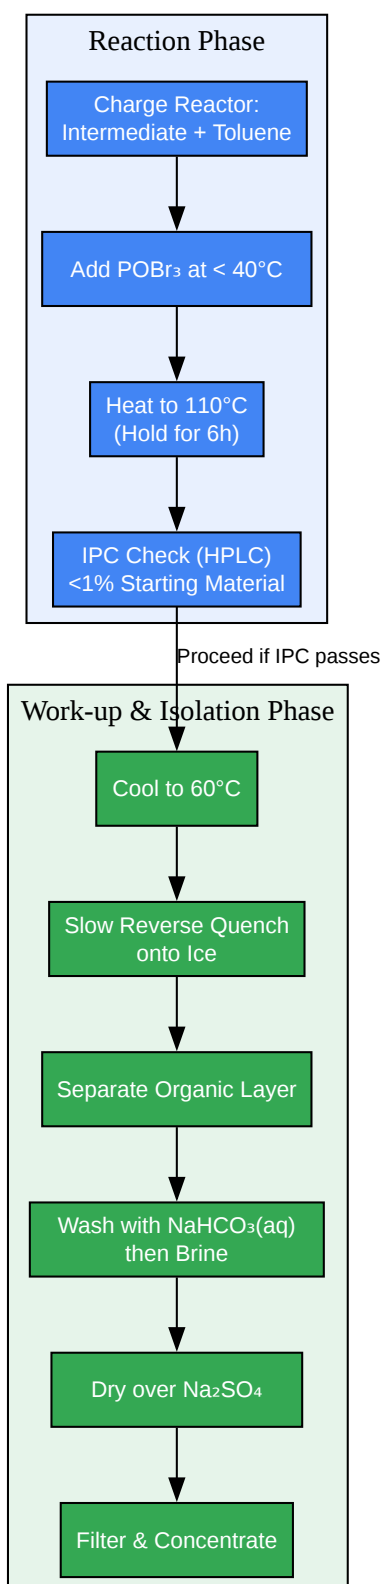 Reaction Phase
Charge Reactor:
Intermediate + Toluene
Add POBr₃ at < 40°C
Heat to 110°C
(Hold for 6h)
IPC Check (HPLC)
<1% Starting Material
Proceed if IPC passes
Work-up & Isolation Phase
Cool to 60°C
Slow Reverse Quench
onto Ice
Separate Organic Layer
Wash with NaHCO₃(aq)
then Brine
Dry over Na₂SO₄
Filter & Concentrate